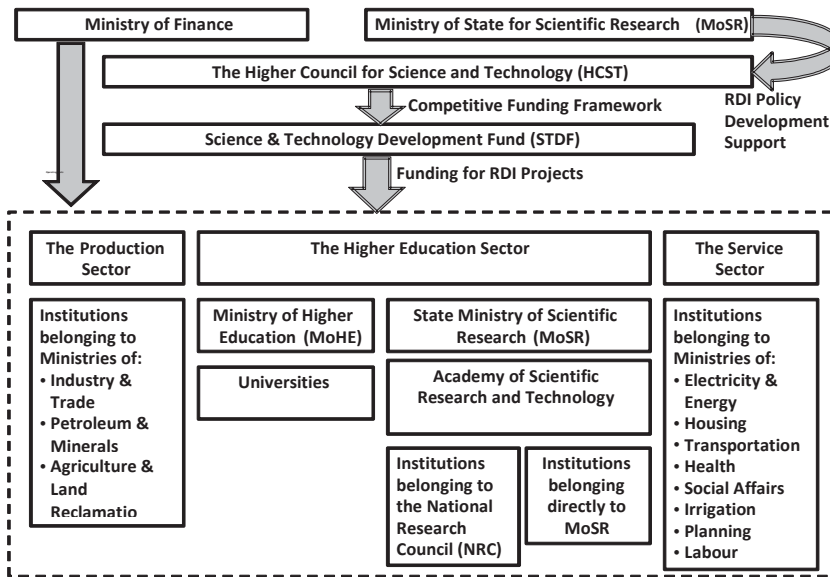 Ministry of Finance
Ministry of State for Scientific Research (MoSR)
The Higher Council for Science and Technology (HCST)
Competitive Funding Framework
RDI Policy
Development
Support
Science & Technology Development Fund (STDF)
Funding for RDI Projects
The Production
Sector
The Higher Education Sector
The Service
Sector
Institutions
belonging to
Ministries of:
• Industry &
Trade
• Petroleum &
Minerals
• Agriculture &
Land
Reclamatio
Ministry of Higher
Education (MoHE)
Universities
State Ministry of Scientific
Research (MoSR)
Academy of Scientific
Research and Technology
Institutions
belonging to
the National
Research
Council (NRC)
Institutions
belonging
directly to
MoSR
Institutions
belonging to
Ministries of:
• Electricity &
Energy
• Housing
• Transportation
• Health
• Social Affairs
• Irrigation
• Planning
• Labour